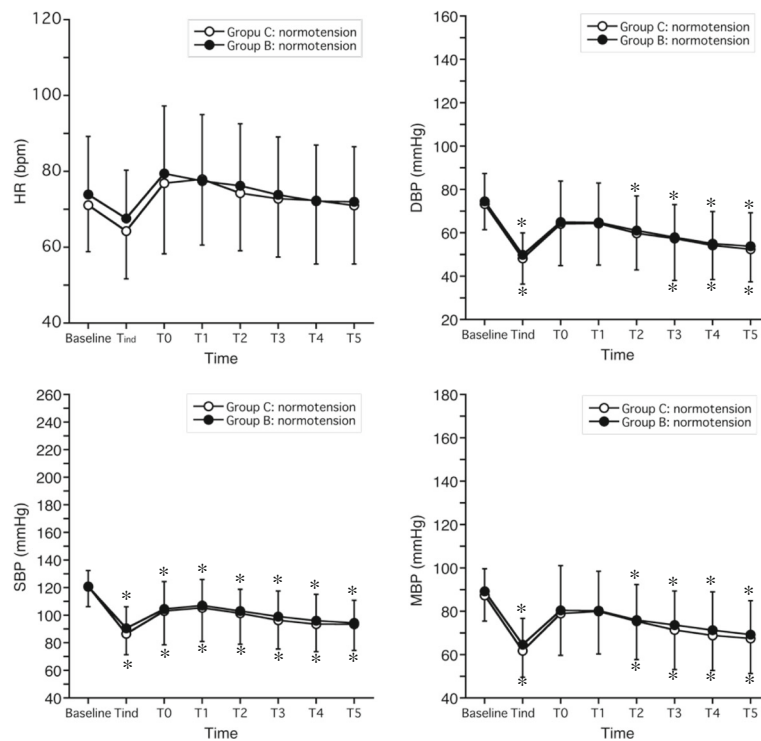 120
100
80
60
40
HR (bpm)
Gropu C: normotension
Group B: normotension
Baseline Tind T0 T1 T2 T3 T4 T5
Time
160
140
120
100
80
60
40
20
DBP (mmHg)
Group C: normotension
Group B: normotension
* * * * *
* * * *
Baseline Tind T0 T1 T2 T3 T4 T5
Time
260
240
220
200
180
160
140
120
100
80
60
40
SBP (mmHg)
Group C: normotension
Group B: normotension
* * * * * * *
* * * * * * *
Baseline Tind T0 T1 T2 T3 T4 T5
Time
180
160
140
120
100
80
60
40
MBP (mmHg)
Group C: normotension
Group B: normotension
* * * * *
* * * * *
Baseline Tind T0 T1 T2 T3 T4 T5
Time